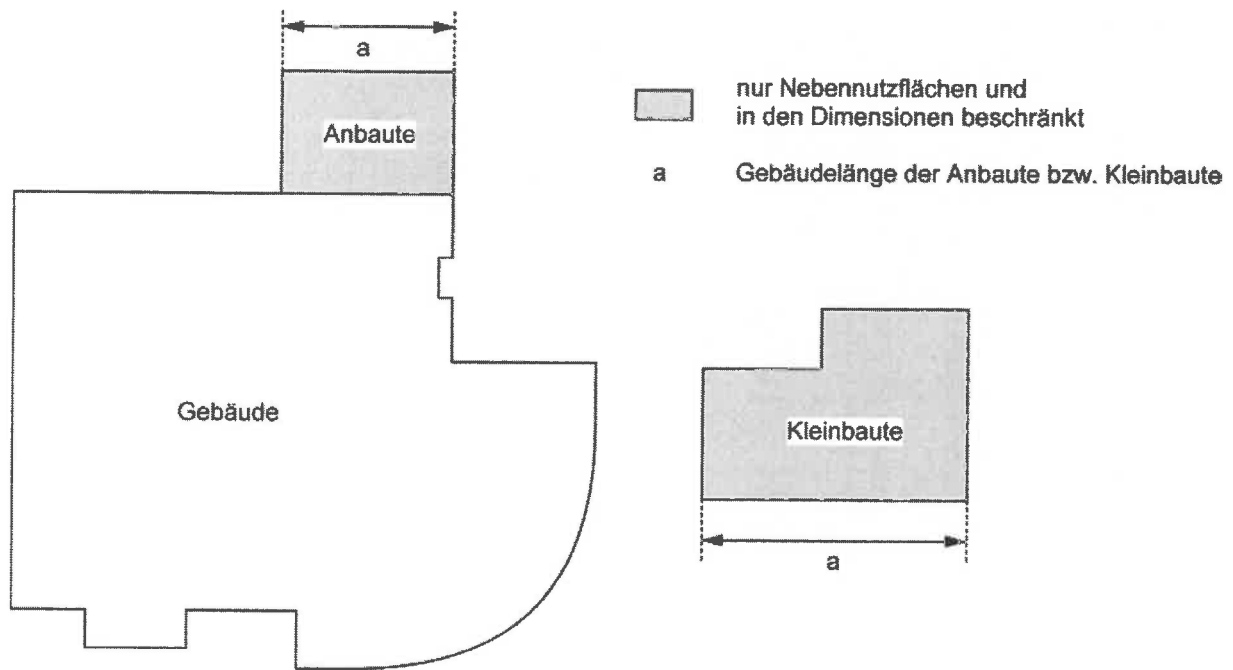 a
Anbaute
nur Nebennutzflächen und
in den Dimensionen beschränkt
a Gebäudelänge der Anbaute bzw. Kleinbaute
Gebäude
Kleinbaute
a